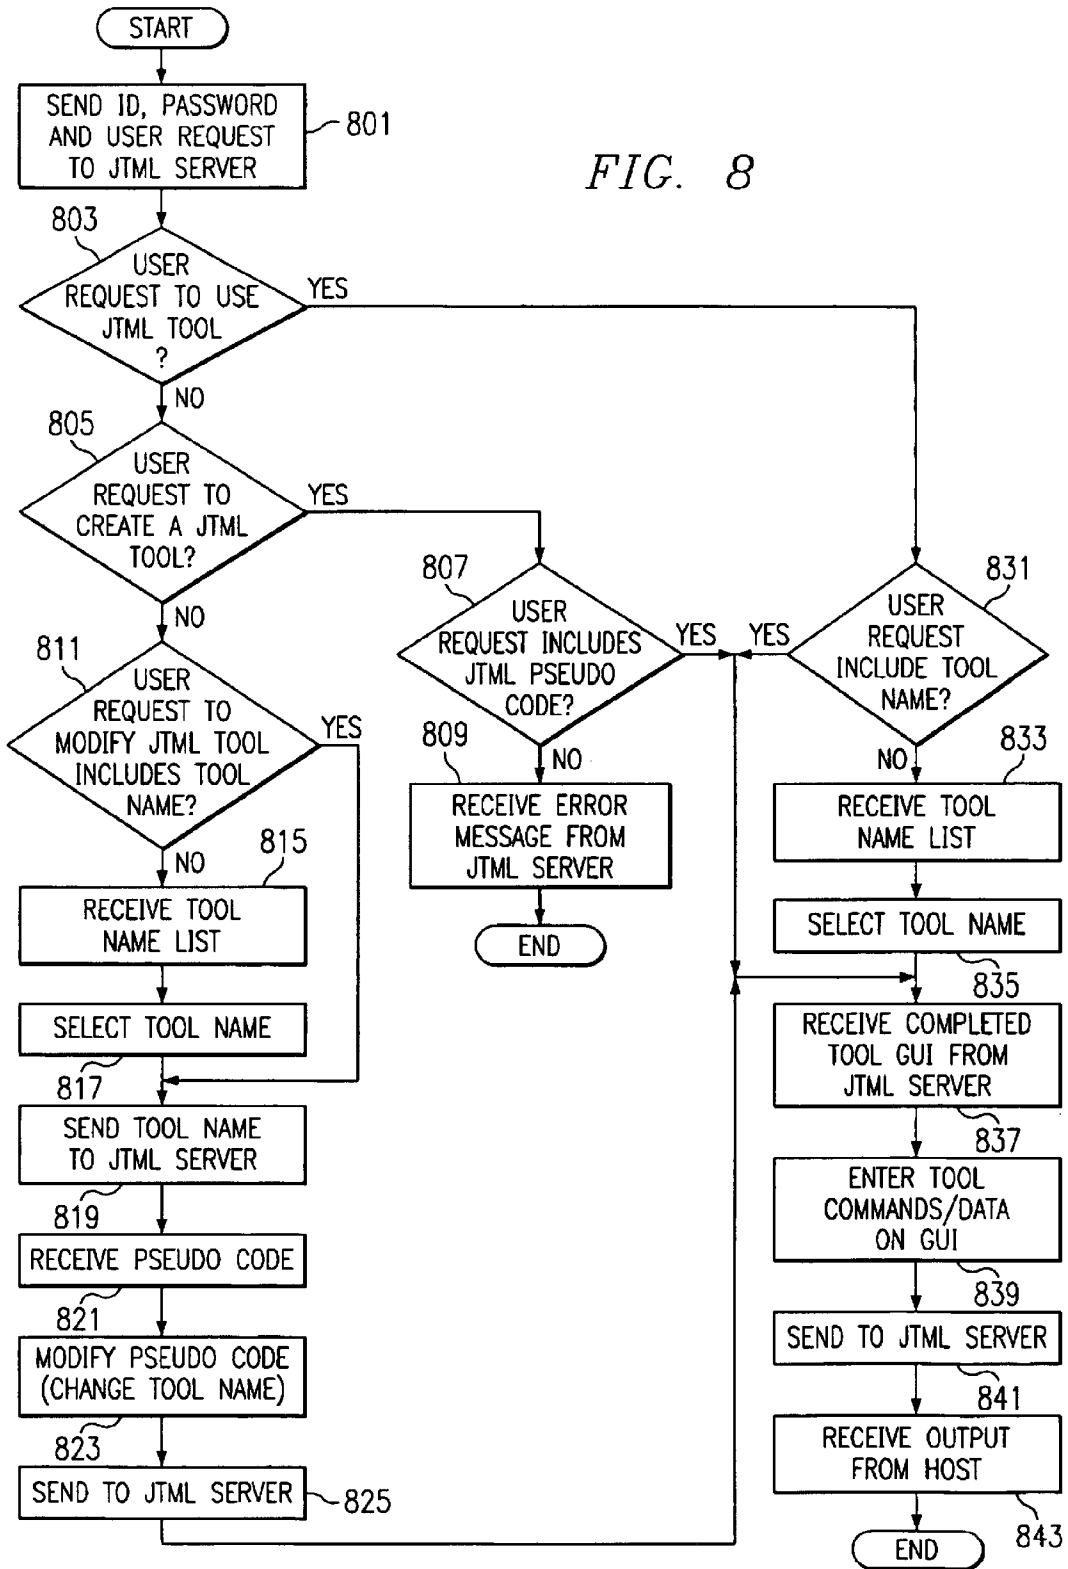 START
SEND ID, PASSWORD
AND USER REQUEST
TO JTML SERVER
801
FIG. 8
803
USER
REQUEST TO USE
JTML TOOL
?
YES
NO
805
USER
REQUEST TO
CREATE A JTML
TOOL?
YES
NO
811
USER
REQUEST TO
MODIFY JTML TOOL
INCLUDES TOOL
NAME?
YES
NO
815
RECEIVE TOOL
NAME LIST
SELECT TOOL NAME
817
SEND TOOL NAME
TO JTML SERVER
819
RECEIVE PSEUDO CODE
821
MODIFY PSEUDO CODE
(CHANGE TOOL NAME)
823
SEND TO JTML SERVER
825
807
USER
REQUEST INCLUDES
JTML PSEUDO
CODE?
YES
NO
809
RECEIVE ERROR
MESSAGE FROM
JTML SERVER
END
831
USER
REQUEST
INCLUDE TOOL
NAME?
YES
NO
833
RECEIVE TOOL
NAME LIST
SELECT TOOL NAME
835
RECEIVE COMPLETED
TOOL GUI FROM
JTML SERVER
837
ENTER TOOL
COMMANDS/DATA
ON GUI
839
SEND TO JTML SERVER
841
RECEIVE OUTPUT
FROM HOST
843
END